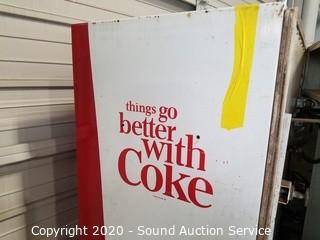 things go
better
with
Coke
Copyright 2020 - Sound Auction Service